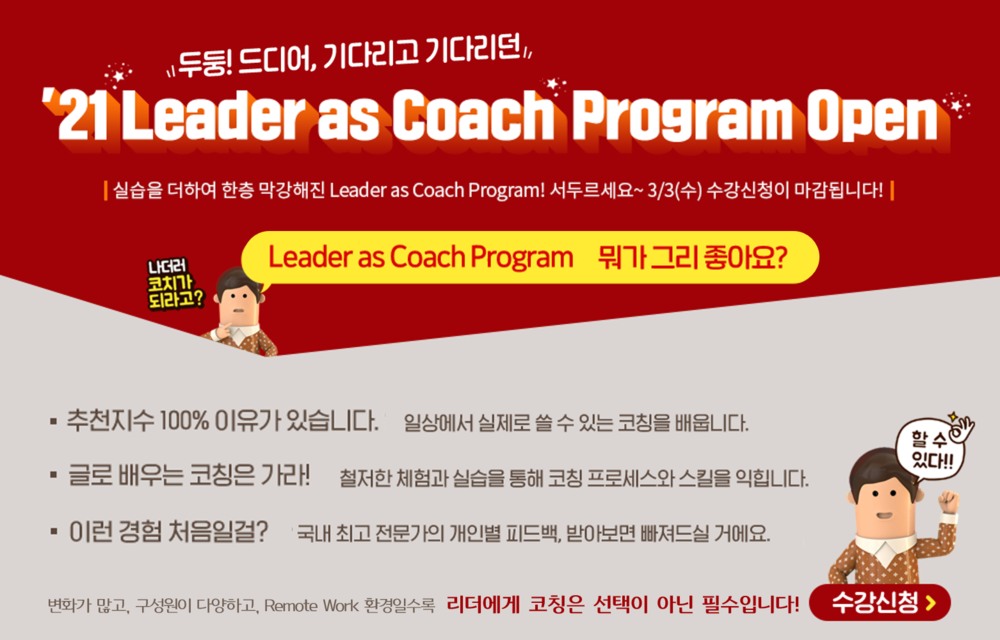 두둥! 드디어, 기다리고 기다리던
'21 Leader as Coach Program Open
실습을 더하여 한층 막강해진 Leader as Coach Program! 서두르세요~ 3/3(수) 수강신청이 마감됩니다!
나더러
코치가
되라고?
Leader as Coach Program 뭐가 그리 좋아요?
▪ 추천지수 100% 이유가 있습니다. 일상에서 실제로 쓸 수 있는 코칭을 배웁니다.
할 수
있다!!
▪ 글로 배우는 코칭은 가라! 철저한 체험과 실습을 통해 코칭 프로세스와 스킬을 익힙니다.
▪ 이런 경험 처음일걸? 국내 최고 전문가의 개인별 피드백, 받아보면 빠져드실 거에요.
변화가 많고, 구성원이 다양하고, Remote Work 환경일수록 리더에게 코칭은 선택이 아닌 필수입니다!
수강신청 >